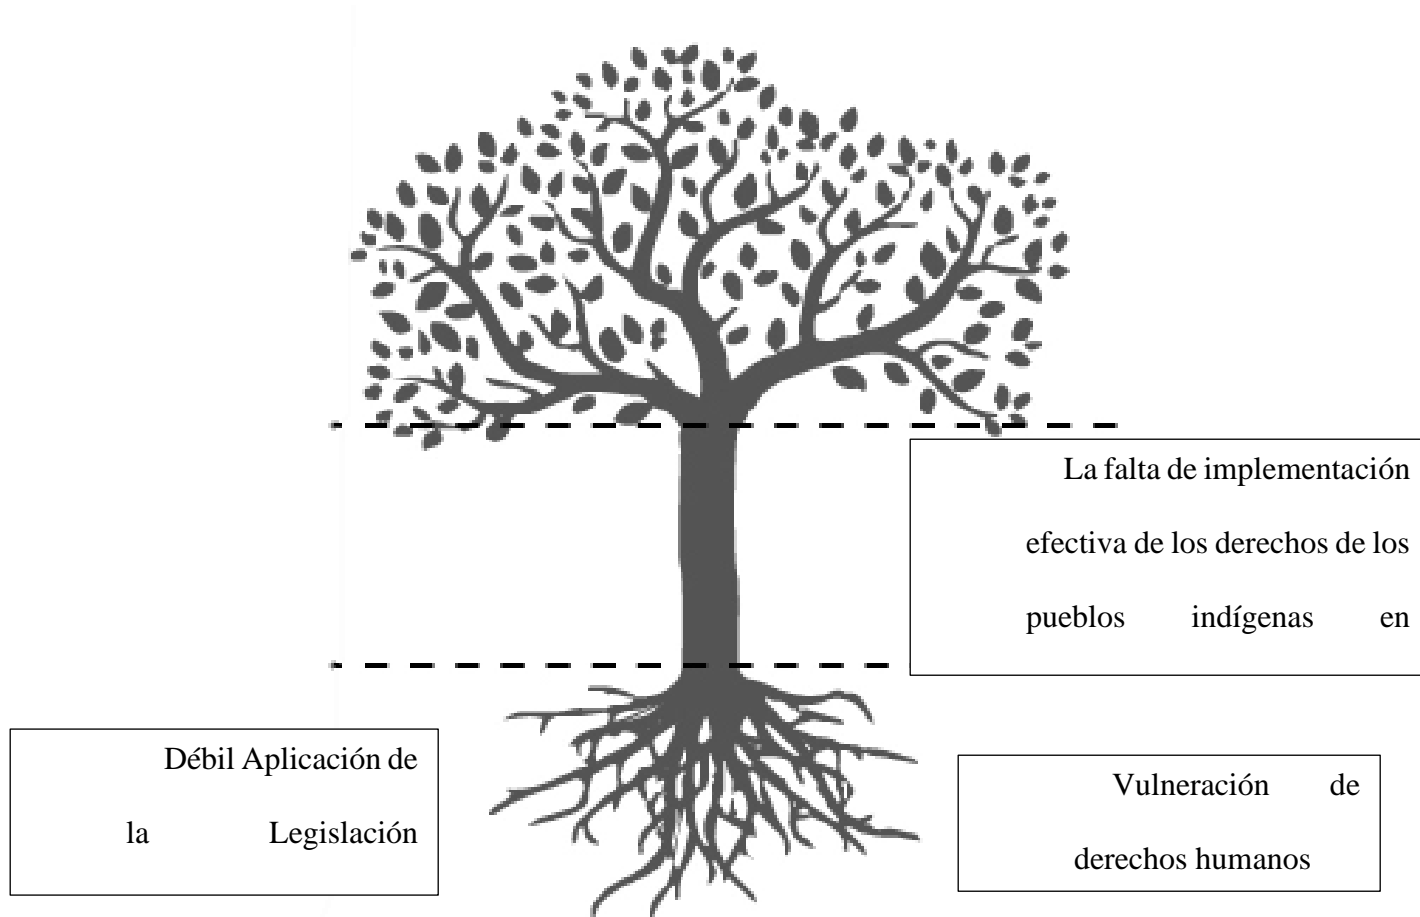 La falta de implementación
efectiva de los derechos de los
pueblos indígenas en
Débil Aplicación de
la Legislación
Vulneración de
derechos humanos